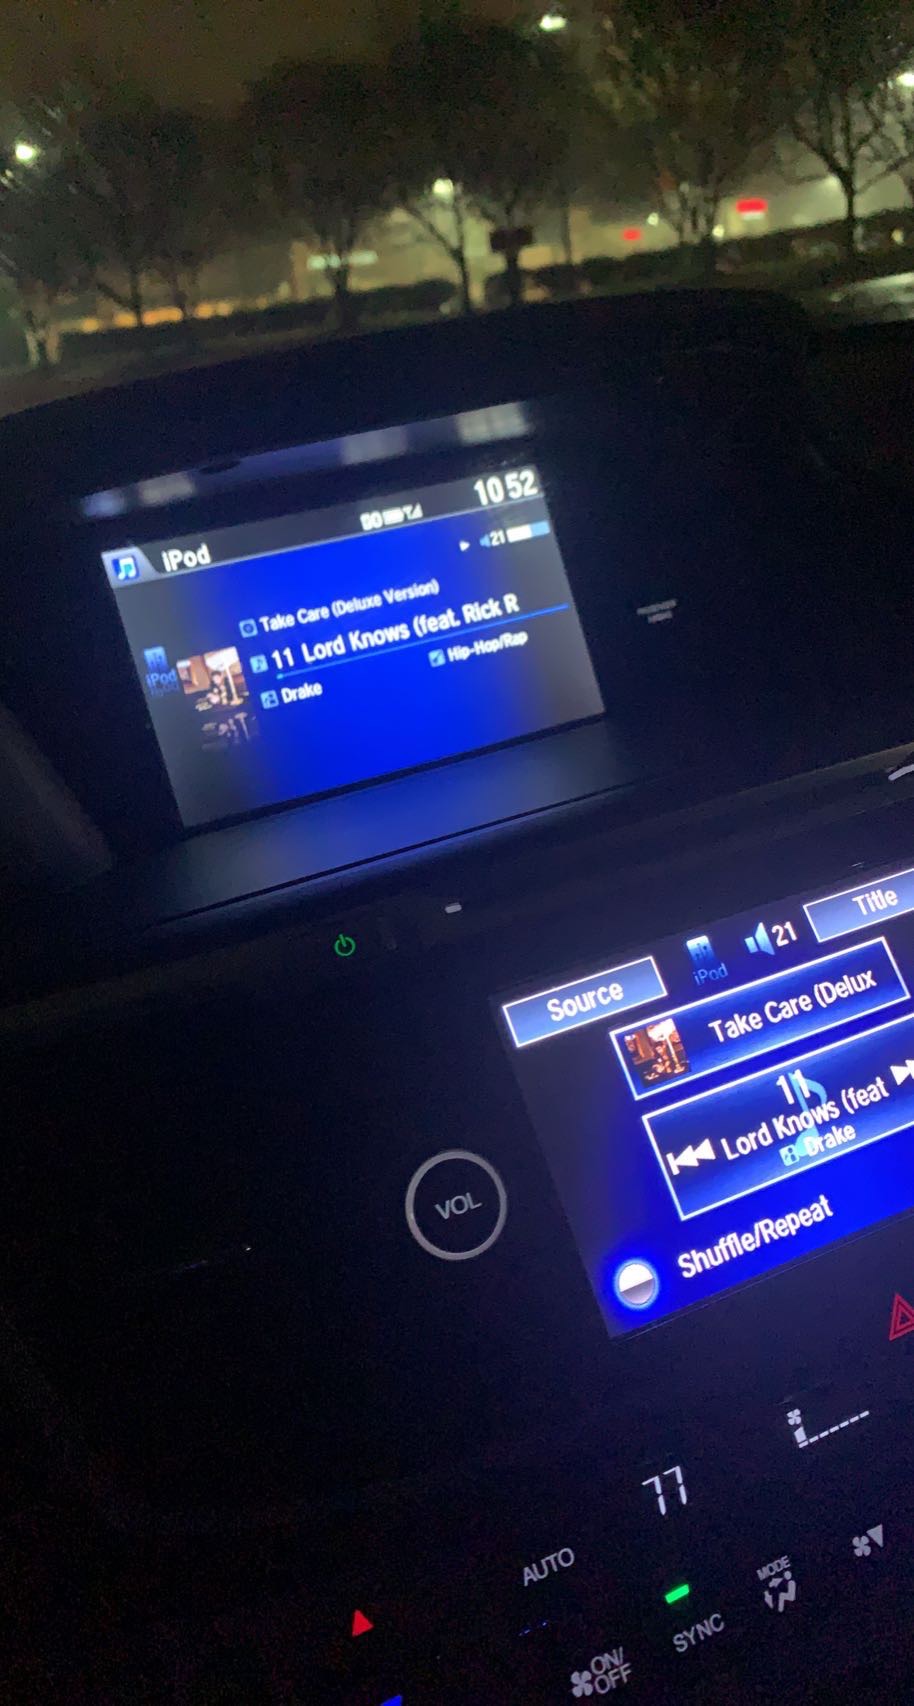 10:52
iPod
21
Take Care (Deluxe Version)
11 Lord Knows (feat. Rick R
Hip-Hop/Rap
iPod
Drake
Title
21
iPod
Source
Take Care (Delux
11
Lord Knows (feat
Drake
VOL
Shuffle/Repeat
77
AUTO
MODE
SYNC
ON/
OFF